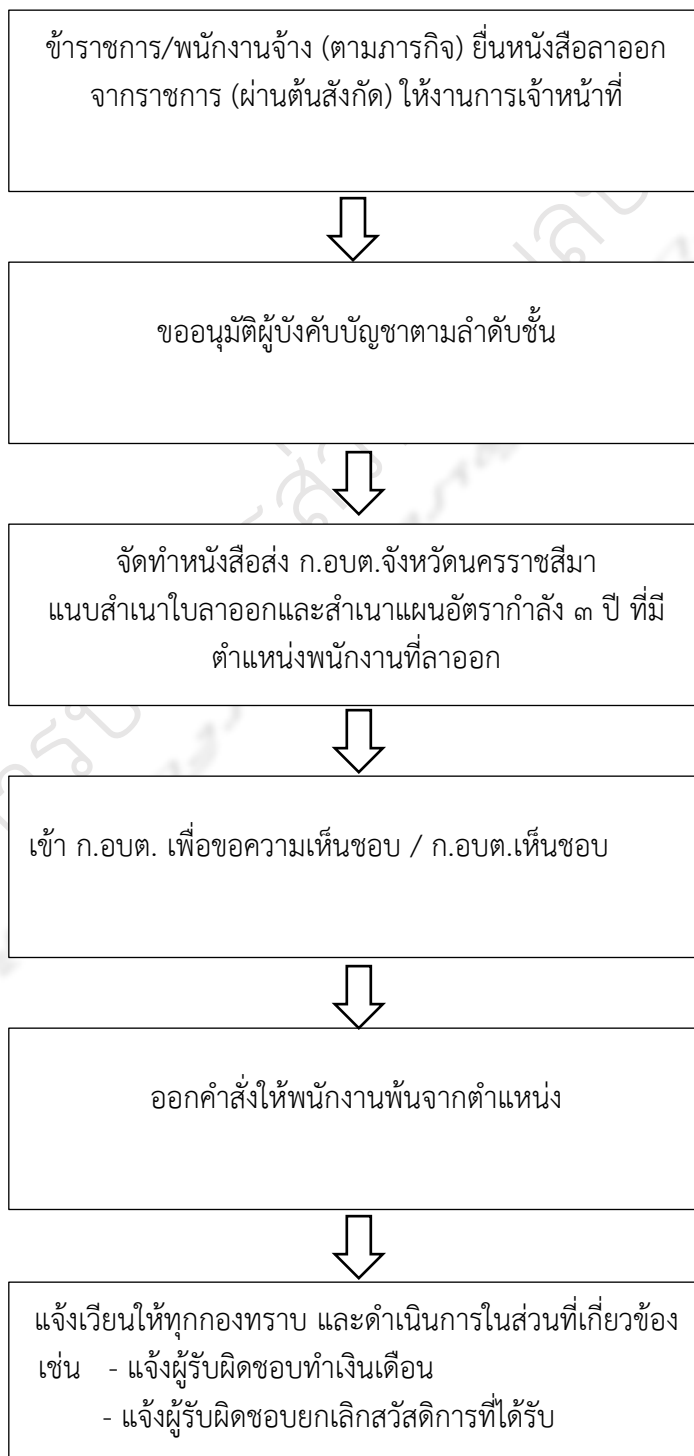 ข้าราชการ/พนักงานจ้าง (ตามภารกิจ) ยื่นหนังสือลาออก
จากราชการ (ผ่านต้นสังกัด) ให้งานการเจ้าหน้าที่
ขออนุมัติผู้บังคับบัญชาตามลำดับชั้น
จัดทำหนังสือส่ง ก.อบต.จังหวัดนครราชสีมา
แนบสำเนาใบลาออกและสำเนาแผนอัตรากำลัง ๓ ปี ที่มี
ตำแหน่งพนักงานที่ลาออก
เข้า ก.อบต. เพื่อขอความเห็นชอบ / ก.อบต.เห็นชอบ
ออกคำสั่งให้พนักงานพ้นจากตำแหน่ง
แจ้งเวียนให้ทุกกองทราบ และดำเนินการในส่วนที่เกี่ยวข้อง
เช่น - แจ้งผู้รับผิดชอบทำเงินเดือน
- แจ้งผู้รับผิดชอบยกเลิกสวัสดิการที่ได้รับ